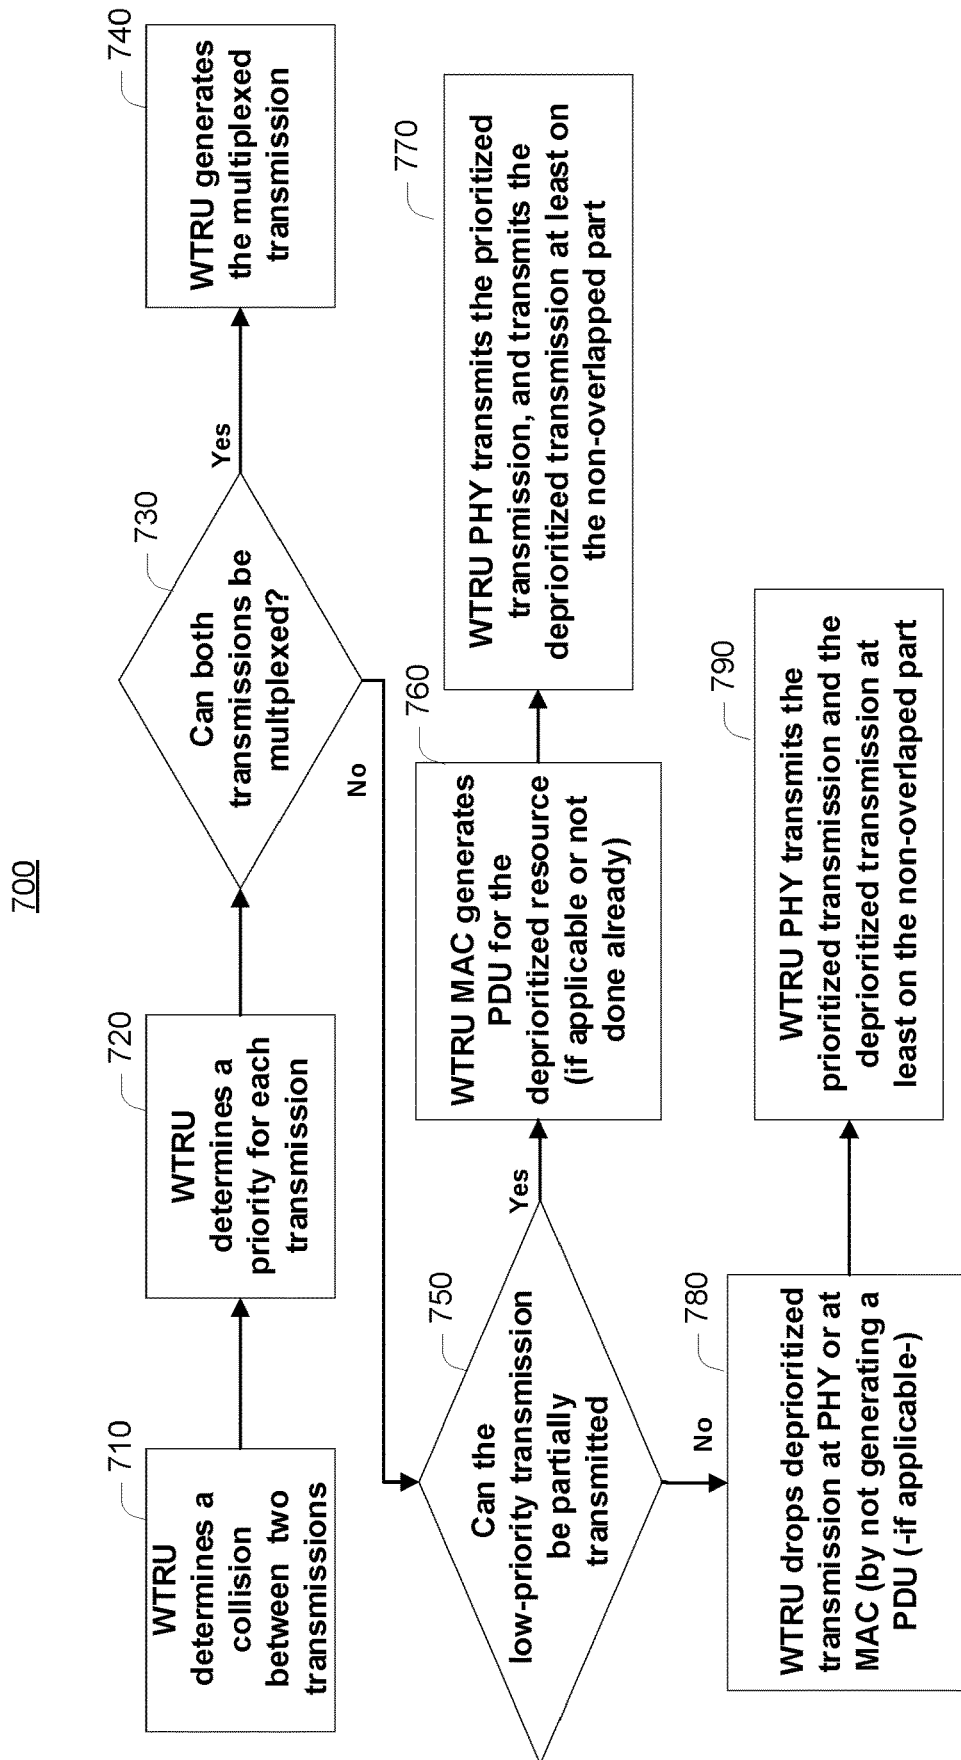 700
710
WTRU
determines a
collision
between two
transmissions
720
WTRU
determines a
priority for each
transmission
730
Can both
transmissions be
multplexed?
Yes
No
740
WTRU generates
the multiplexed
transmission
750
Can the
low-priority transmission
be partially
transmitted
Yes
No
760
WTRU MAC generates
PDU for the
deprioritized resource
(if applicable or not
done already)
770
WTRU PHY transmits the prioritized
transmission, and transmits the
deprioritized transmission at least on
the non-overlapped part
780
WTRU drops deprioritized
transmission at PHY or at
MAC (by not generating a
PDU (-if applicable-)
790
WTRU PHY transmits the
prioritized transmission and the
deprioritized transmission at
least on the non-overlaped part